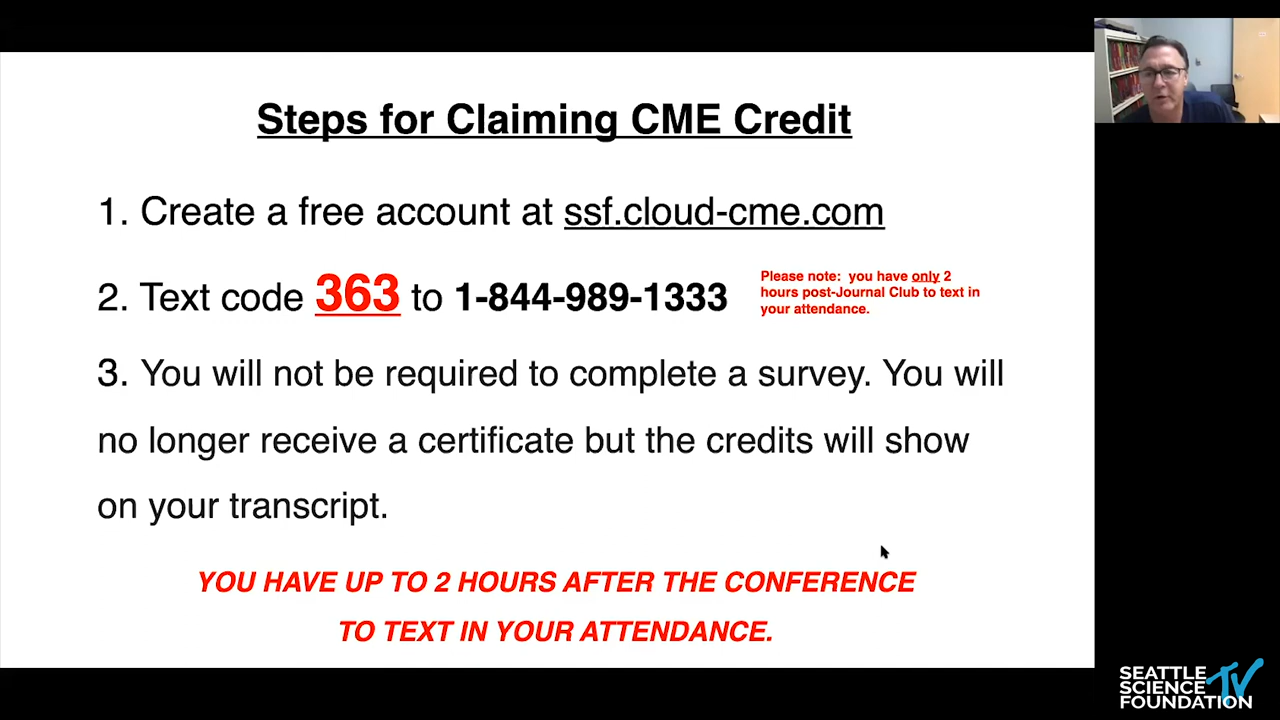 Steps for Claiming CME Credit
1. Create a free account at ssf.cloud-cme.com
2. Text code 363 to 1-844-989-1333
Please note: you have only 2
hours post-Journal Club to text in
your attendance.
3. You will not be required to complete a survey. You will
no longer receive a certificate but the credits will show
on your transcript.
YOU HAVE UP TO 2 HOURS AFTER THE CONFERENCE
TO TEXT IN YOUR ATTENDANCE.
SEATTLE
SCIENCE TV
FOUNDATION